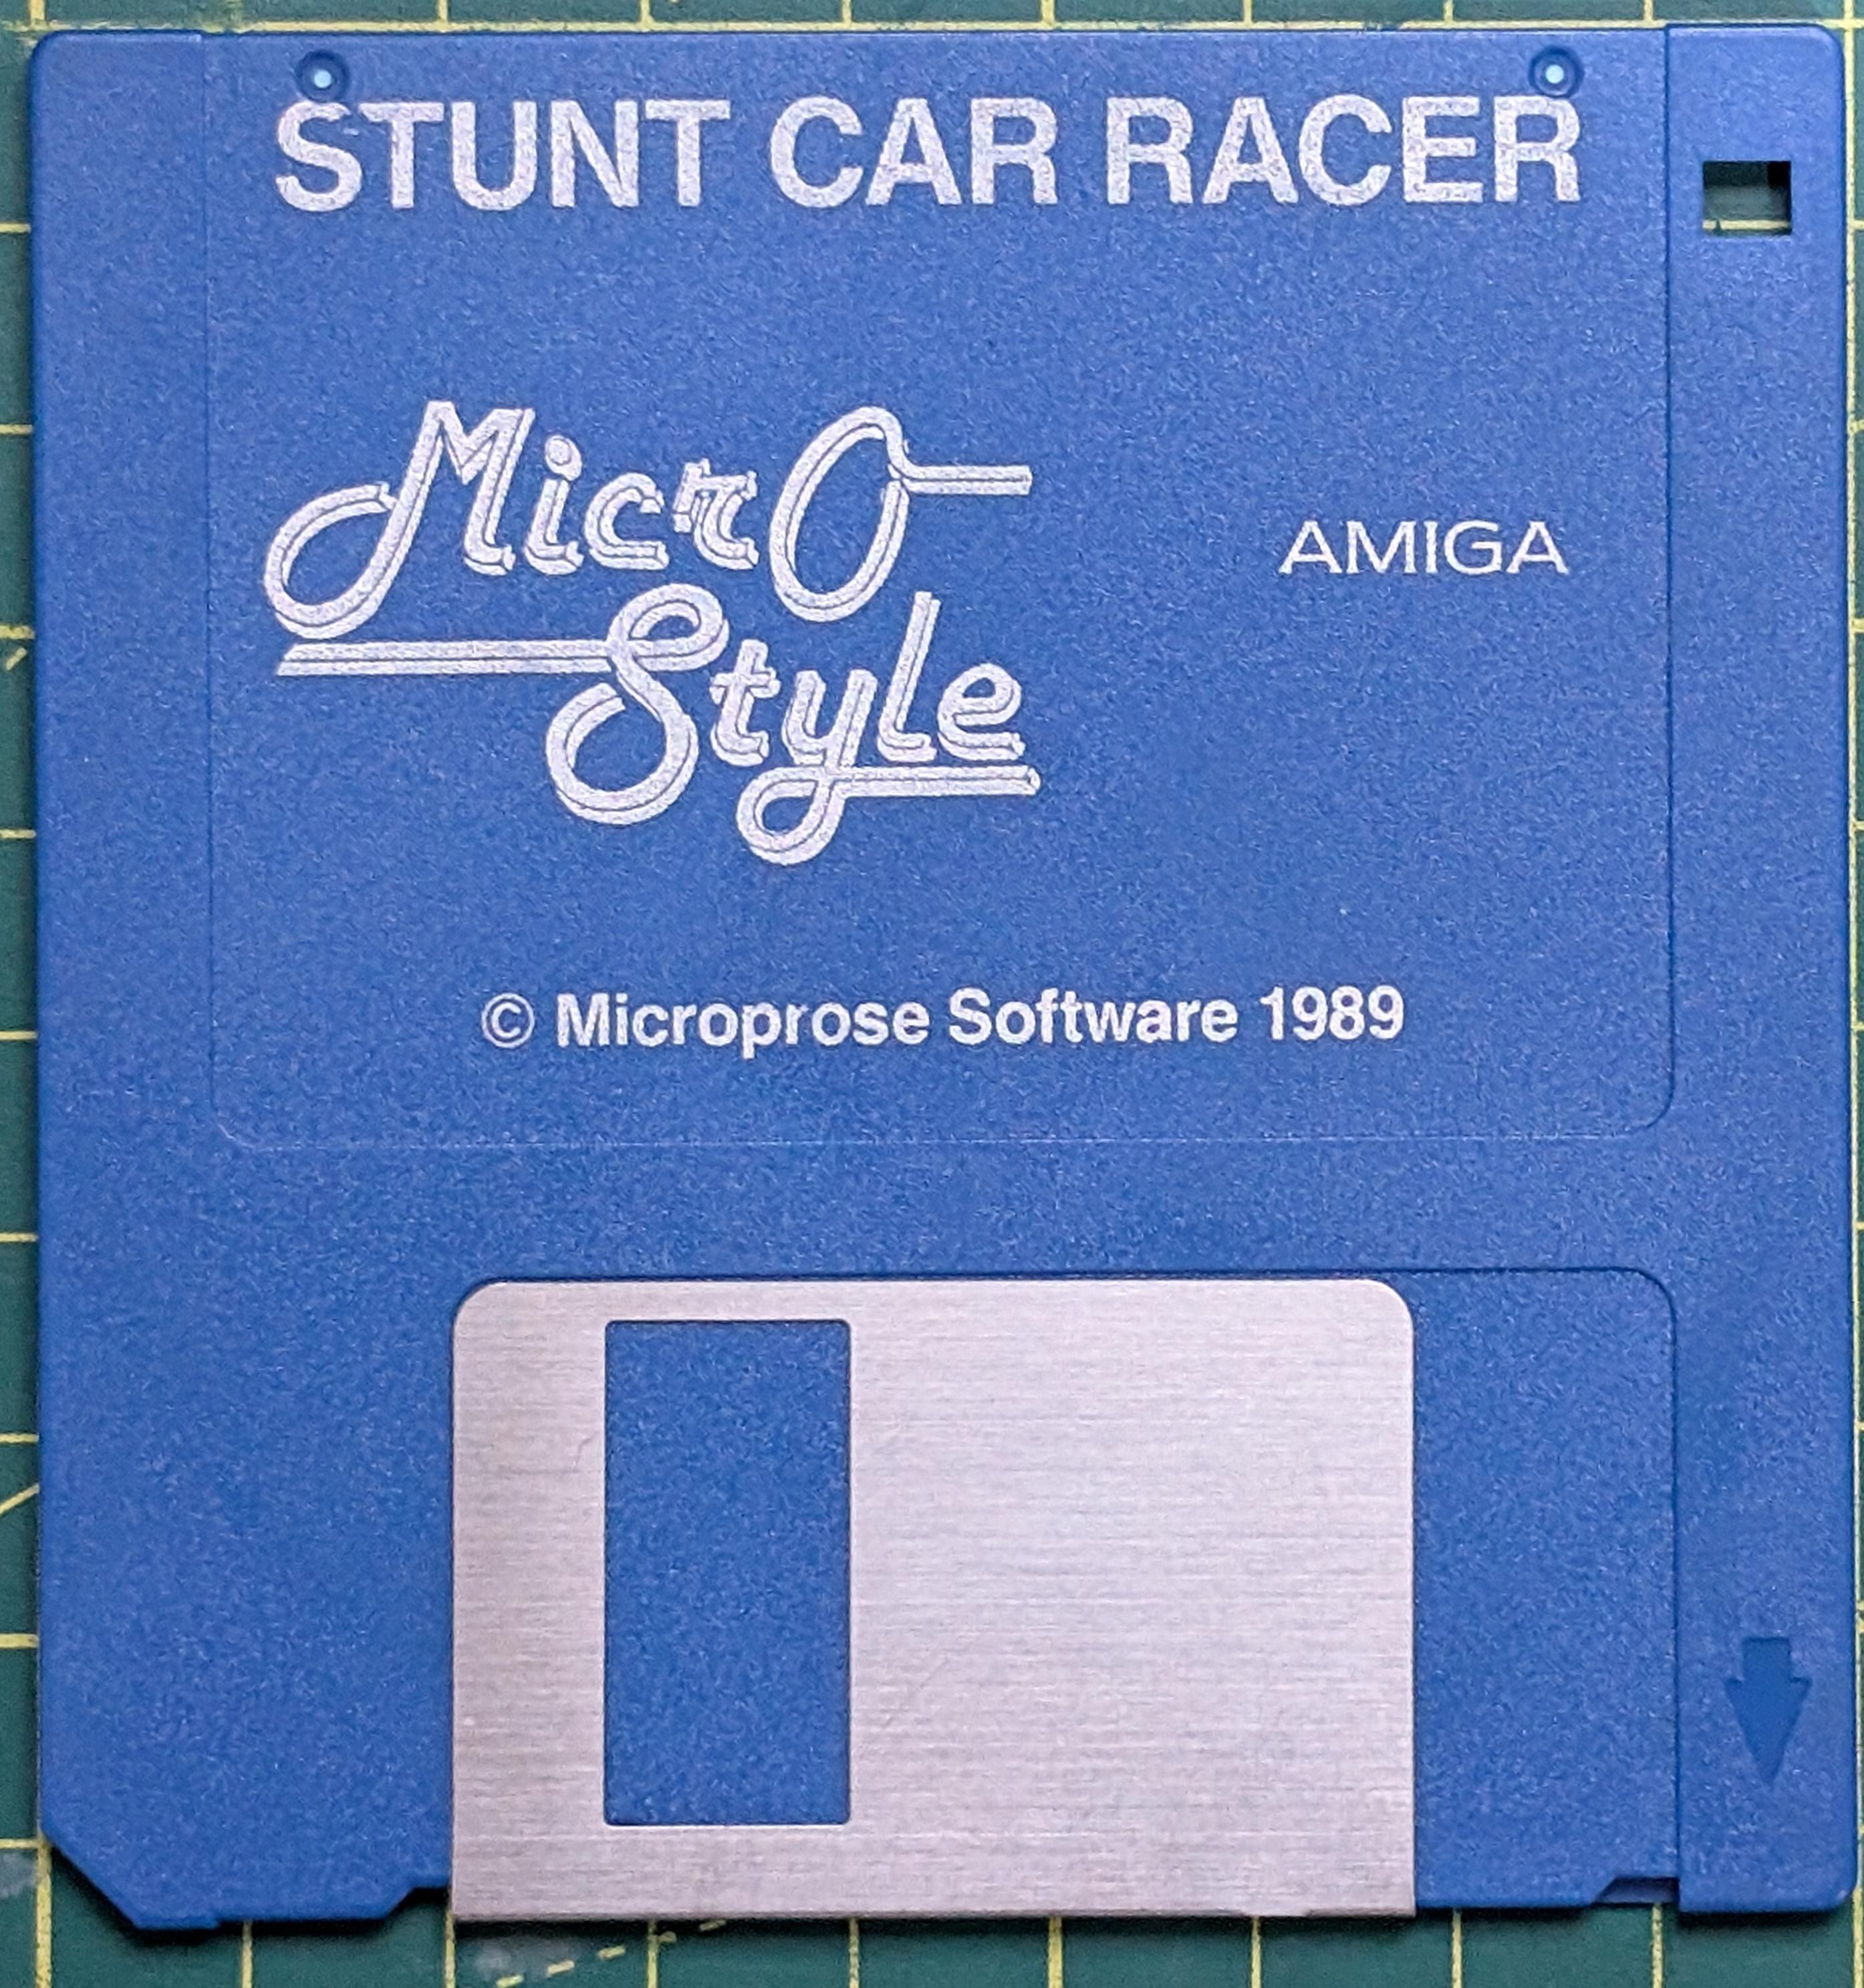 STUNT CAR RACER
MicrO
Style
AMIGA
© Microprose Software 1989